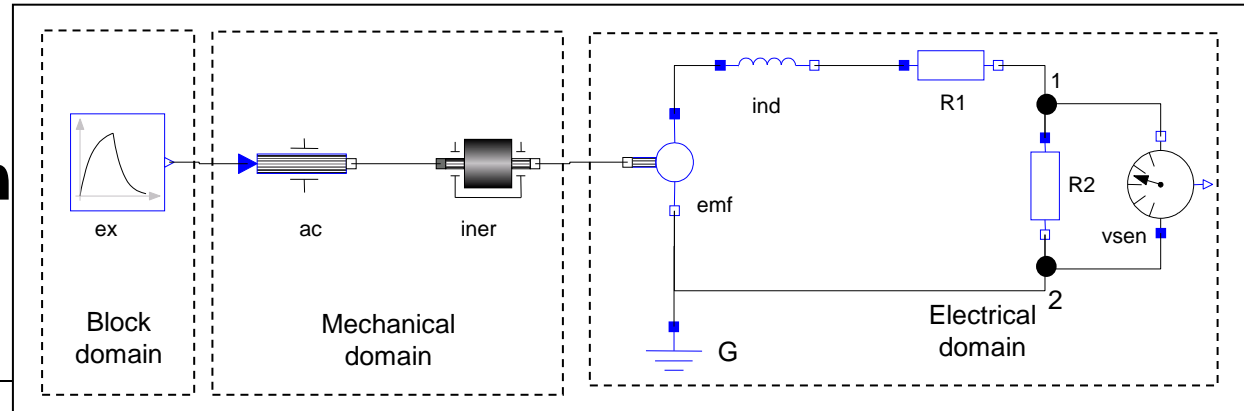 ex
ac
iner
emf
ind
R1
1
R2
vsen
2
G
Block
domain
Mechanical
domain
Electrical
domain